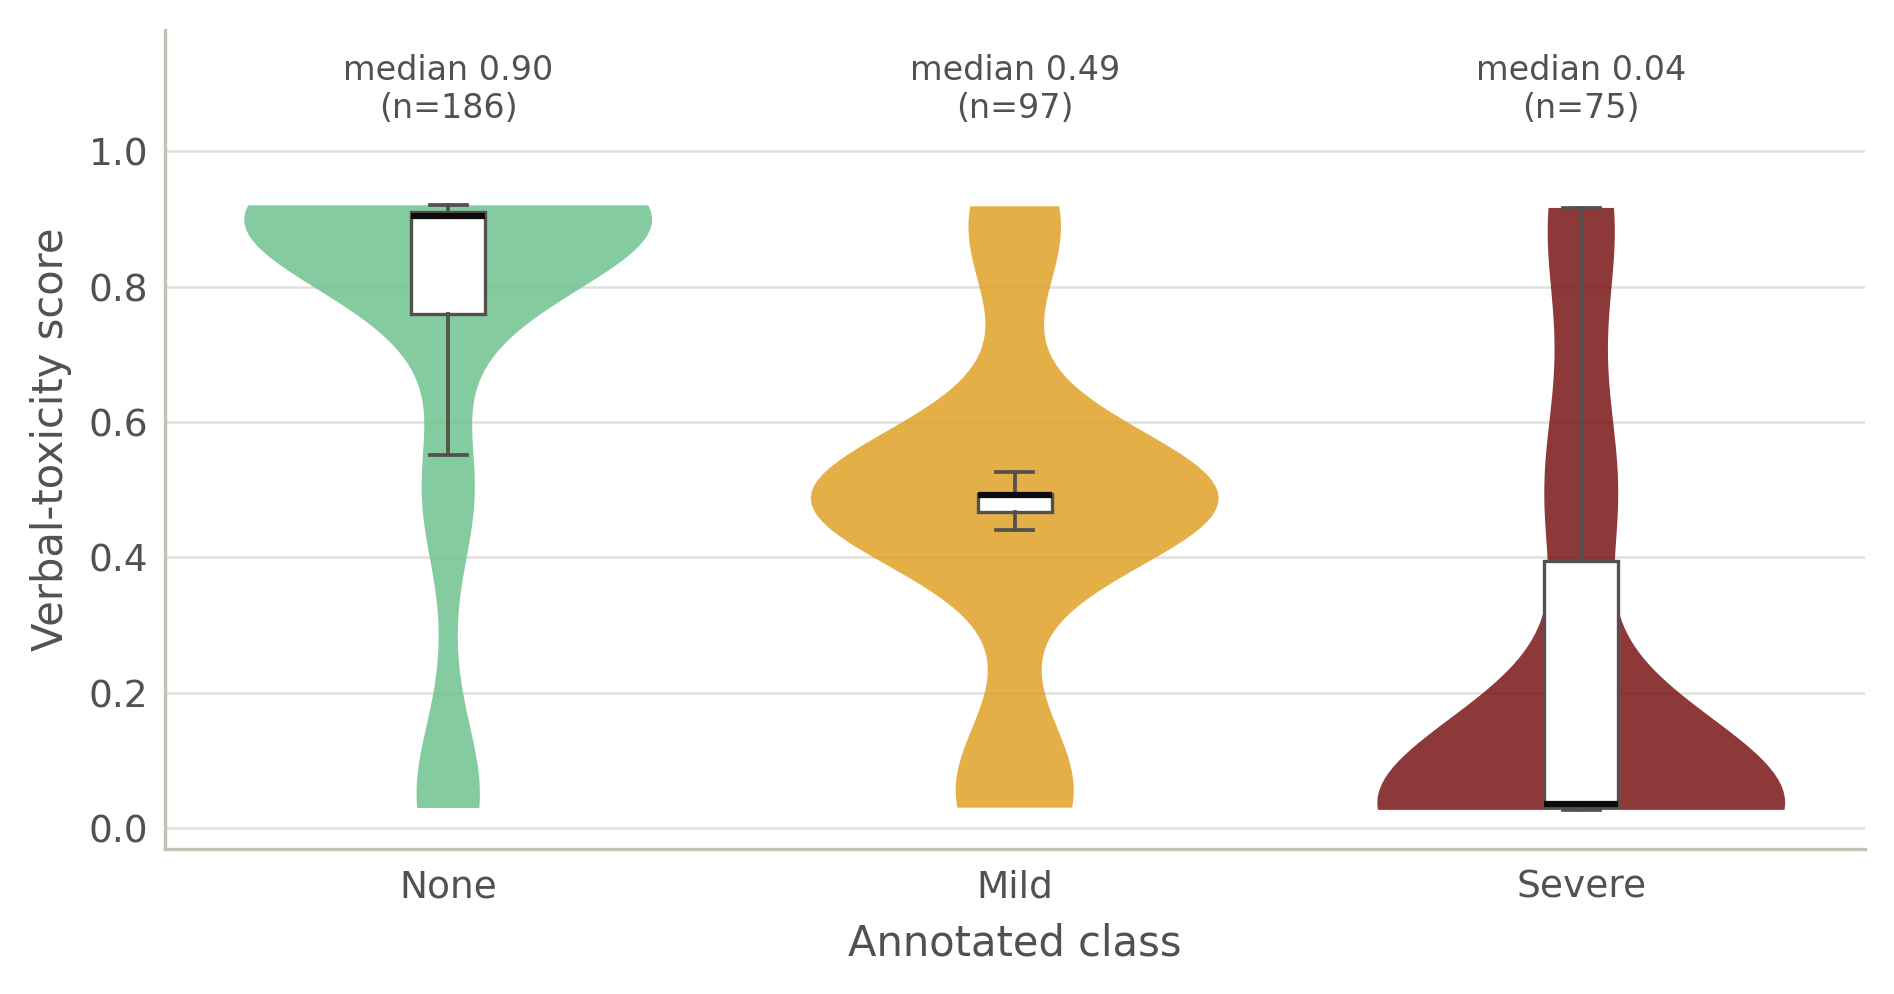 median 0.90
(n=186)
median 0.49
(n=97)
median 0.04
(n=75)
Verbal-toxicity score
1.0
0.8
0.6
0.4
0.2
0.0
None
Mild
Severe
Annotated class